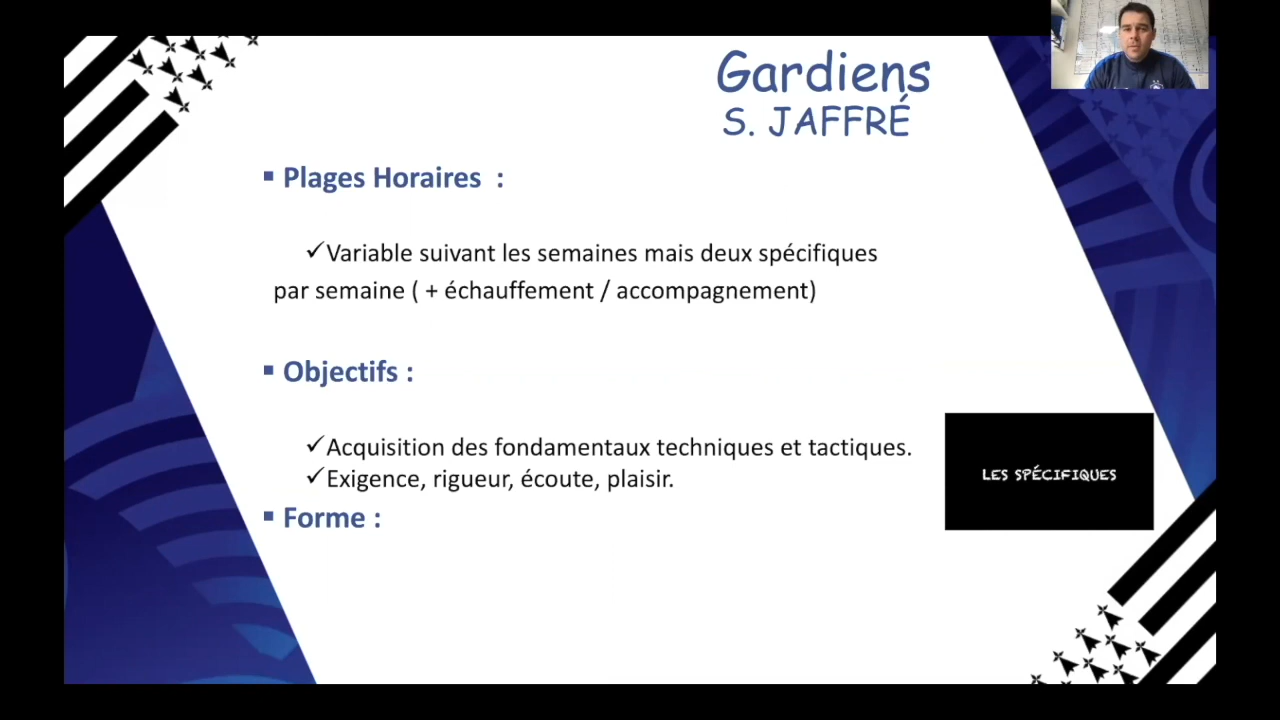 Gardiens
S. JAFFRÉ
▪ Plages Horaires :
✓Variable suivant les semaines mais deux spécifiques
par semaine ( + échauffement / accompagnement)
▪ Objectifs :
✓Acquisition des fondamentaux techniques et tactiques.
✓Exigence, rigueur, écoute, plaisir.
LES SPÉCIFIQUES
▪ Forme :